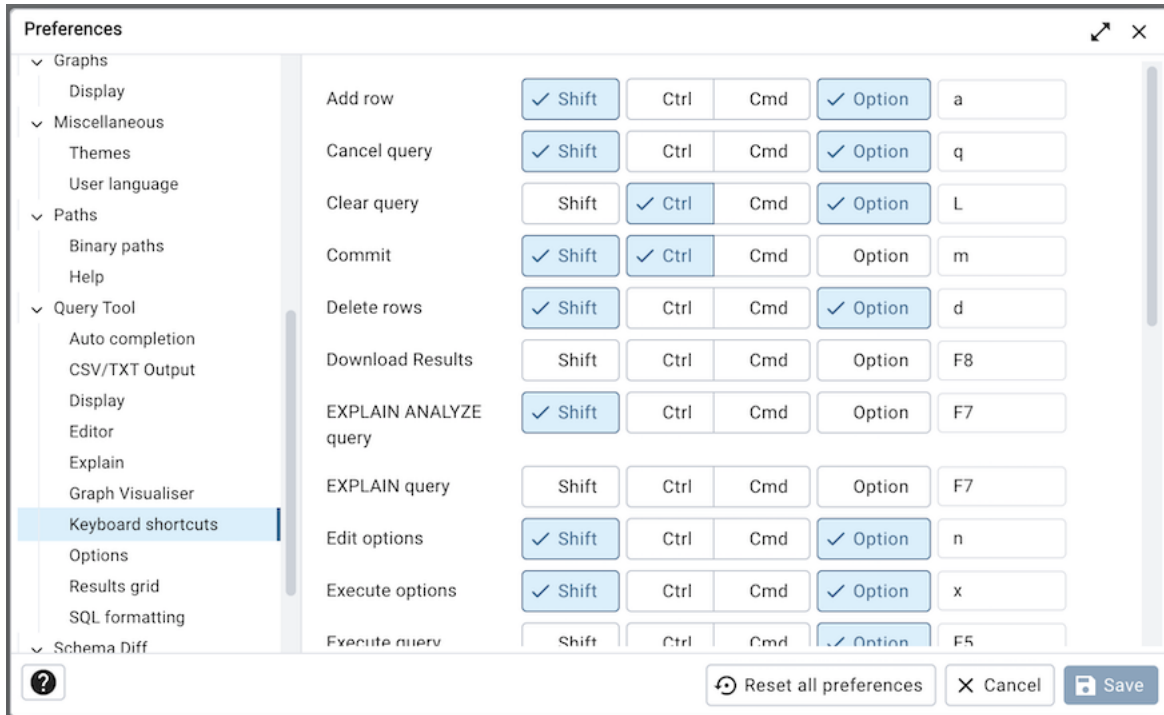 Preferences
Graphs
Display
Miscellaneous
Themes
User language
Paths
Binary paths
Help
Query Tool
Auto completion
CSV/TXT Output
Display
Editor
Explain
Graph Visualiser
Keyboard shortcuts
Options
Results grid
SQL formatting
Schema Diff
Add row Shift Ctrl Cmd Option a
Cancel query Shift Ctrl Cmd Option q
Clear query Shift Ctrl Cmd Option L
Commit Shift Ctrl Cmd Option m
Delete rows Shift Ctrl Cmd Option d
Download Results Shift Ctrl Cmd Option F8
EXPLAIN ANALYZE Shift Ctrl Cmd Option F7
query
EXPLAIN query Shift Ctrl Cmd Option F7
Edit options Shift Ctrl Cmd Option n
Execute options Shift Ctrl Cmd Option x
Execute query Shift Ctrl Cmd Option F5
? Reset all preferences Cancel Save